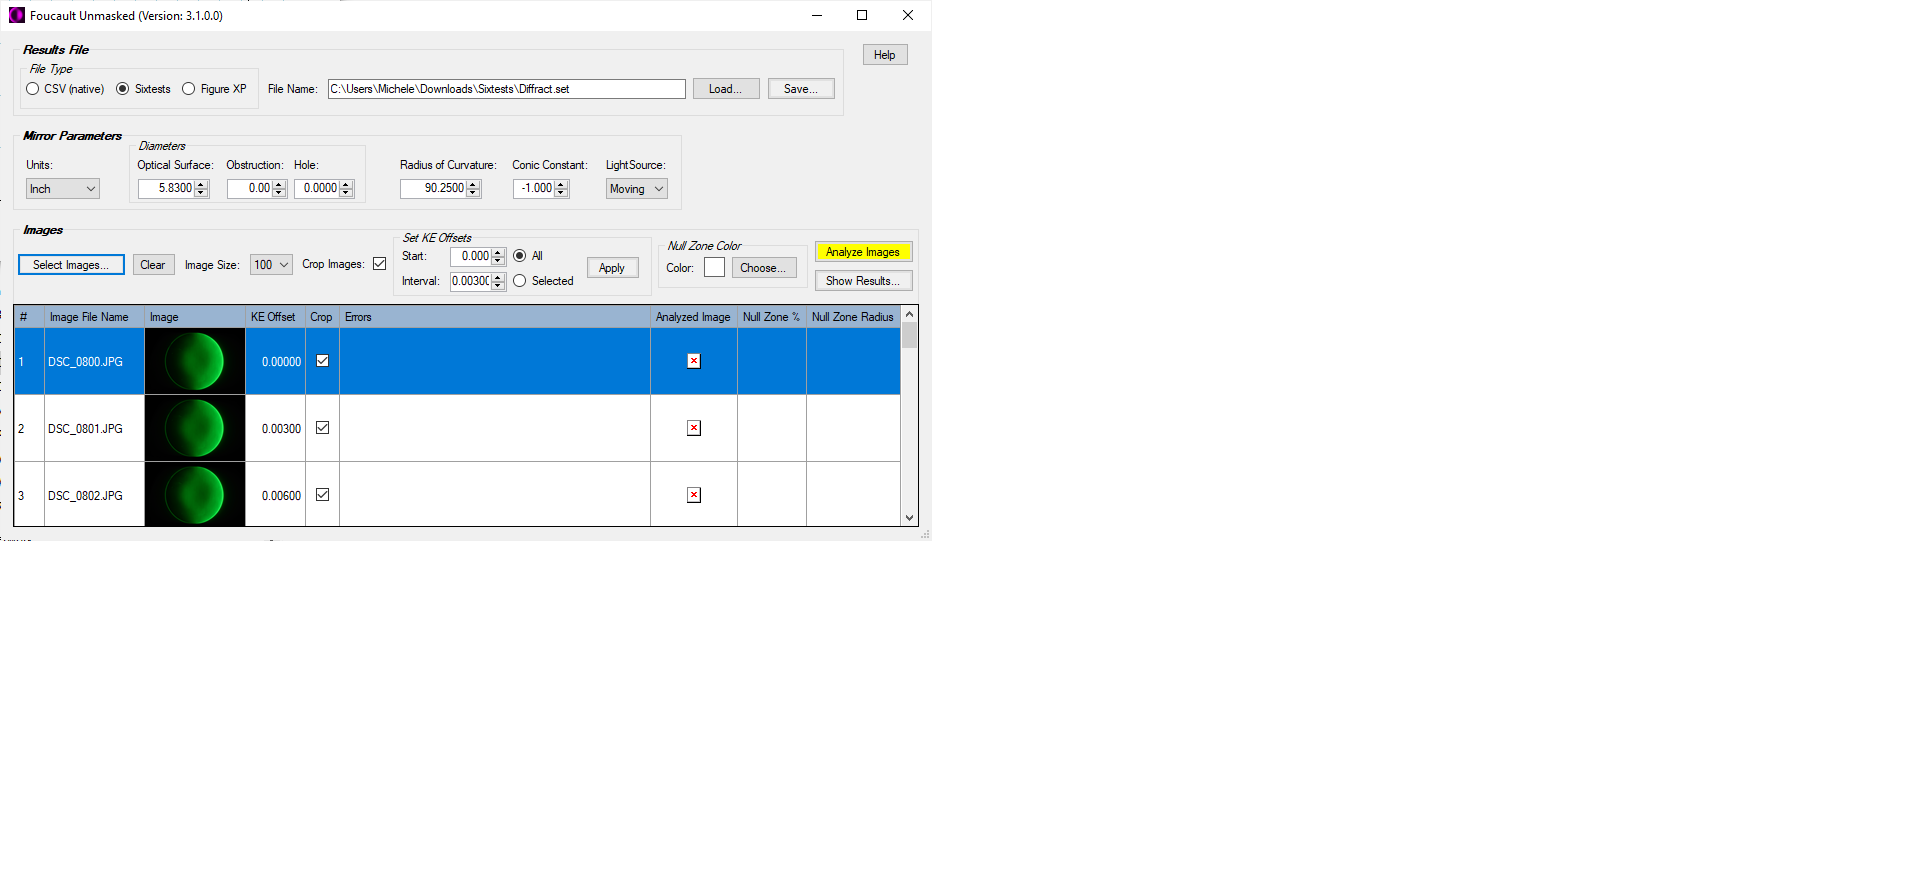 Foucault Unmasked (Version: 3.1.0.0)
Results File
Help
File Type
CSV (native) Sixtests Figure XP File Name: C:\Users\Michele\Downloads\Sixtests\Diffract.set Load... Save...
Mirror Parameters
Diameters
Units: Optical Surface: Obstruction: Hole: Radius of Curvature: Conic Constant: LightSource:
Inch 5.8300 0.00 0.0000 90.2500 -1.000 Moving
Images
Set KE Offsets
Null Zone Color
Start: 0.000 All
Analyze Images
Select Images... Clear Image Size: 100 Crop Images: Apply Color: Choose...
Interval: 0.00300 Selected
Show Results...
# Image File Name Image KE Offset Crop Errors Analyzed Image Null Zone % Null Zone Radius
1 DSC_0800.JPG 0.00000
2 DSC_0801.JPG 0.00300
3 DSC_0802.JPG 0.00600